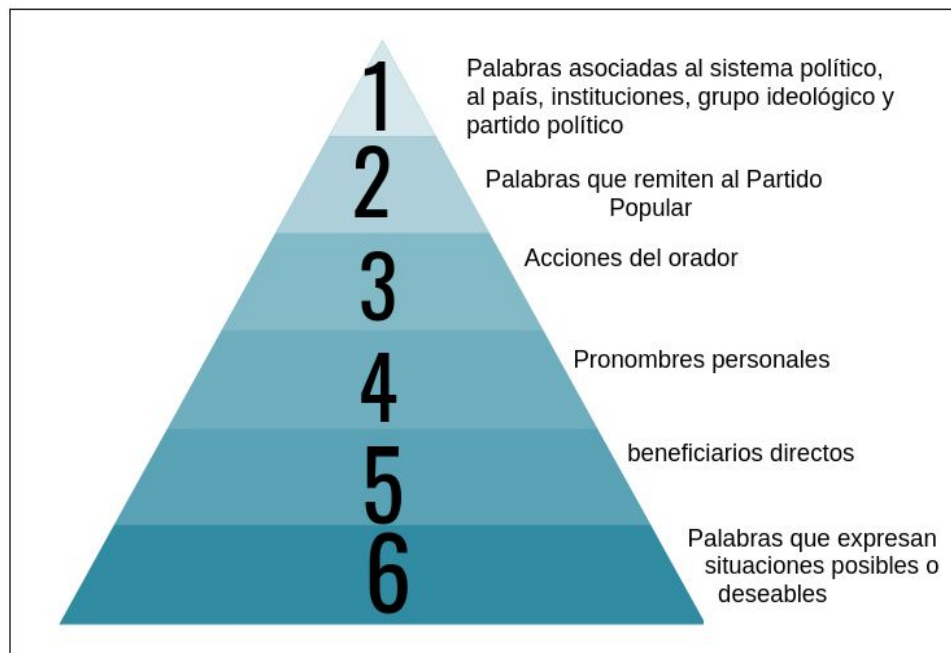 1
Palabras asociadas al sistema político,
al país, instituciones, grupo ideológico y
partido político
2
Palabras que remiten al Partido
Popular
3
Acciones del orador
4
Pronombres personales
5
beneficiarios directos
6
Palabras que expresan
situaciones posibles o
deseables